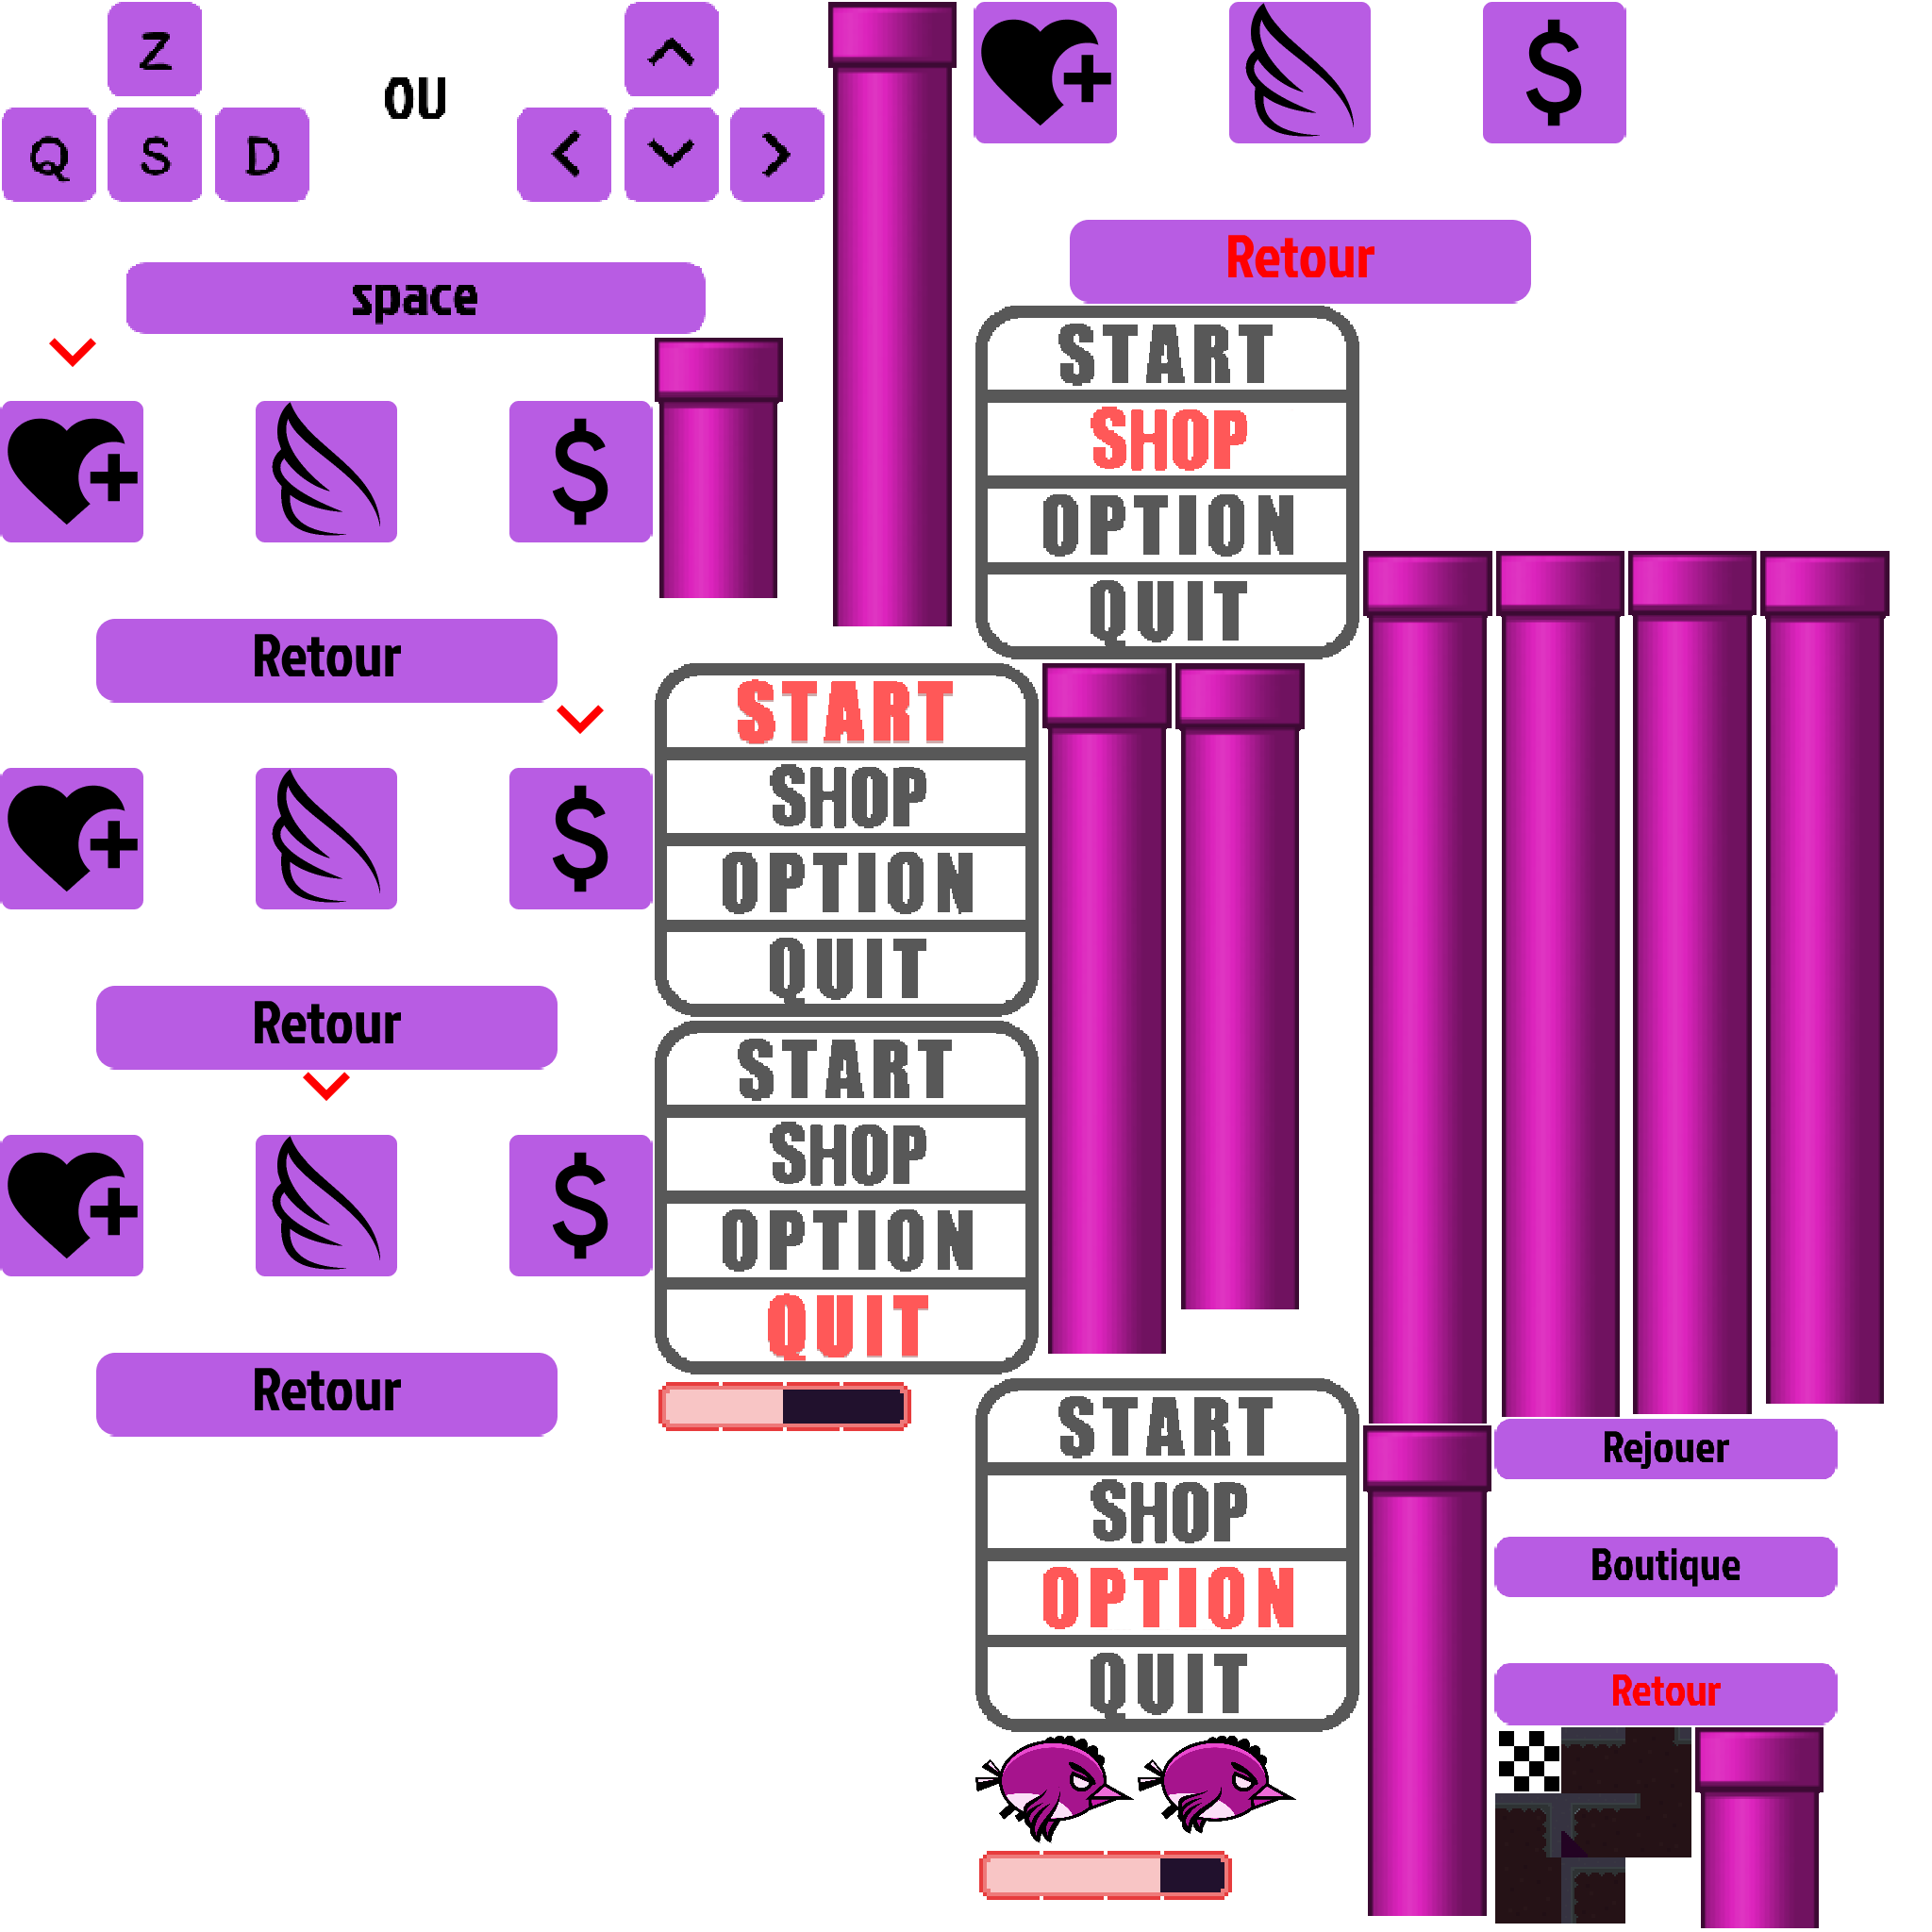 Z
OU
^
Q S D
< v >
$
Retour
space
START
SHOP
OPTION
QUIT
$
Retour
START
SHOP
OPTION
QUIT
$
Retour
START
SHOP
OPTION
QUIT
$
Retour
START
SHOP
OPTION
QUIT
Rejouer
Boutique
Retour